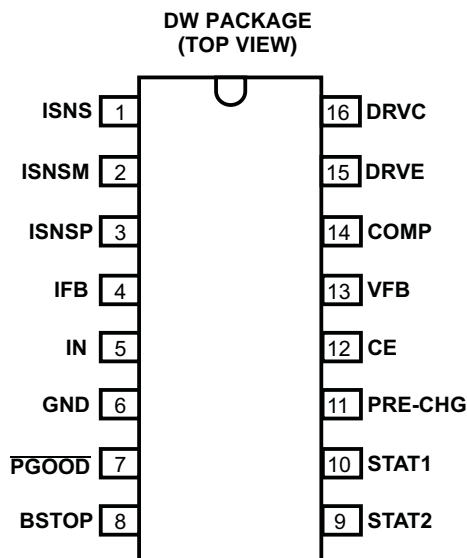 DW PACKAGE
(TOP VIEW)
ISNS 1 16 DRVC
ISNSM 2 15 DRVE
ISNSP 3 14 COMP
IFB 4 13 VFB
IN 5 12 CE
GND 6 11 PRE-CHG
PGOOD 7 10 STAT1
BSTOP 8 9 STAT2